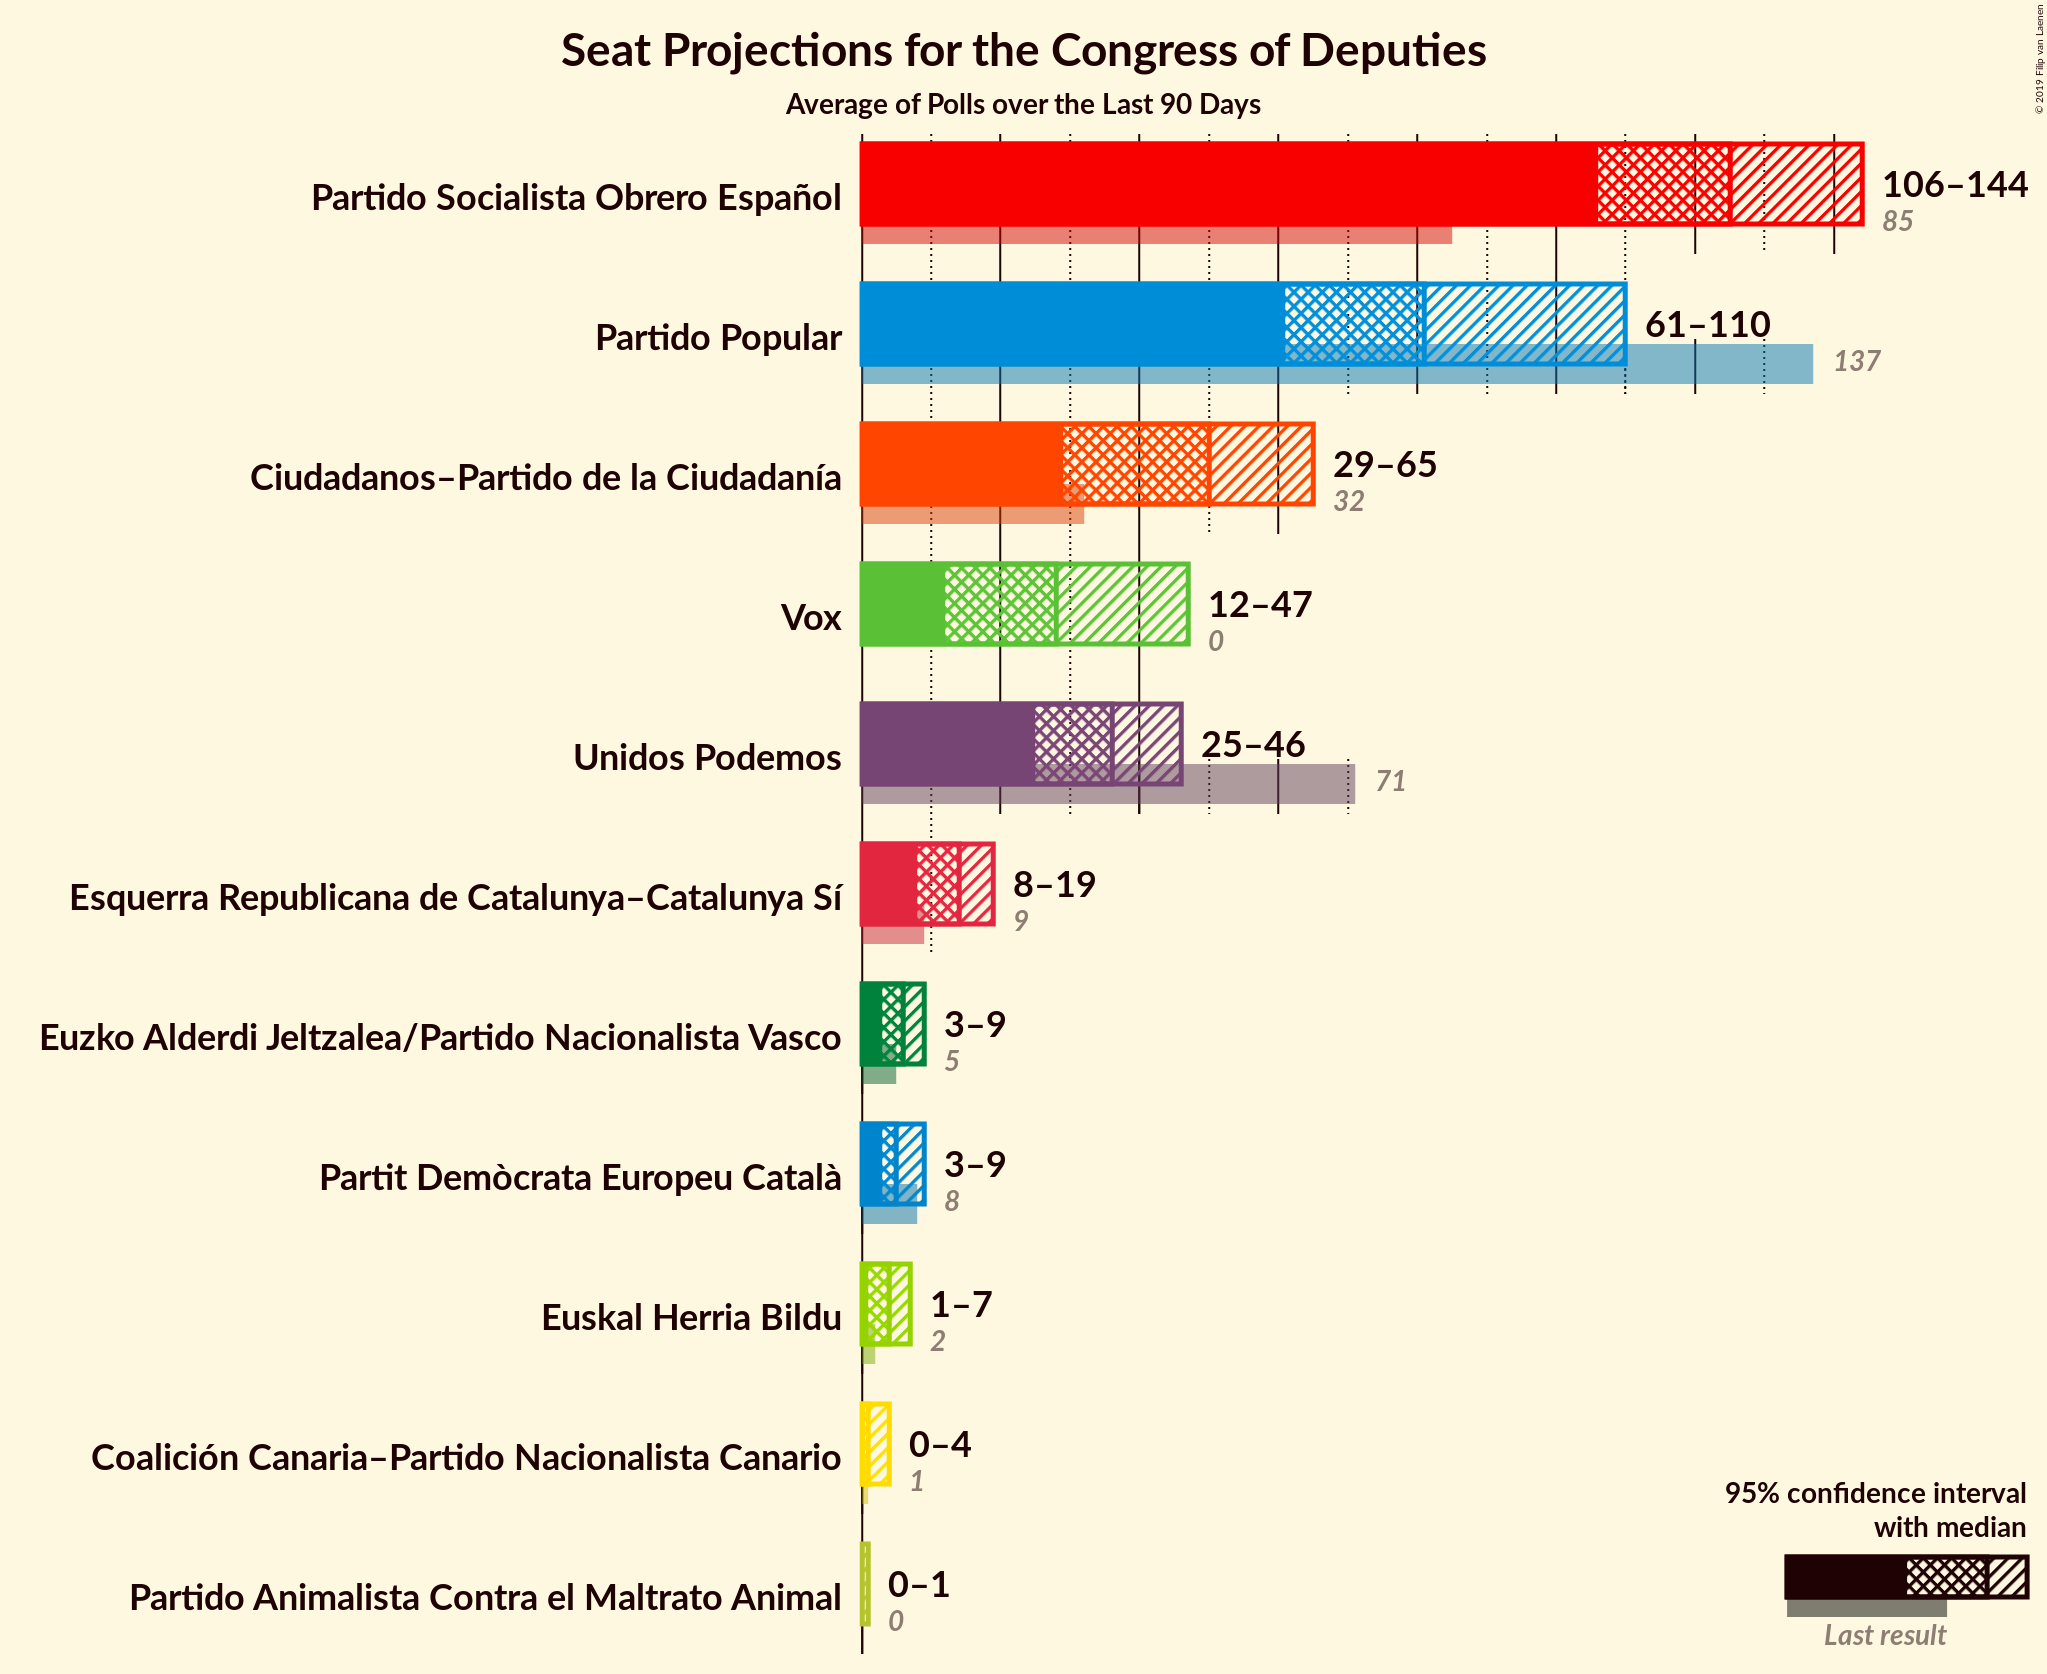 Seat Projections for the Congress of Deputies
Average of Polls over the Last 90 Days
© 2019 Filip van Laenen
Partido Socialista Obrero Español
106–144
85
Partido Popular
61–110
137
Ciudadanos–Partido de la Ciudadanía
29–65
32
Vox
12–47
0
Unidos Podemos
25–46
71
Esquerra Republicana de Catalunya–Catalunya Sí
8–19
9
Euzko Alderdi Jeltzalea/Partido Nacionalista Vasco
3–9
5
Partit Demòcrata Europeu Català
3–9
8
Euskal Herria Bildu
1–7
2
Coalición Canaria–Partido Nacionalista Canario
0–4
1
Partido Animalista Contra el Maltrato Animal
0–1
0
95% confidence interval
with median
Last result